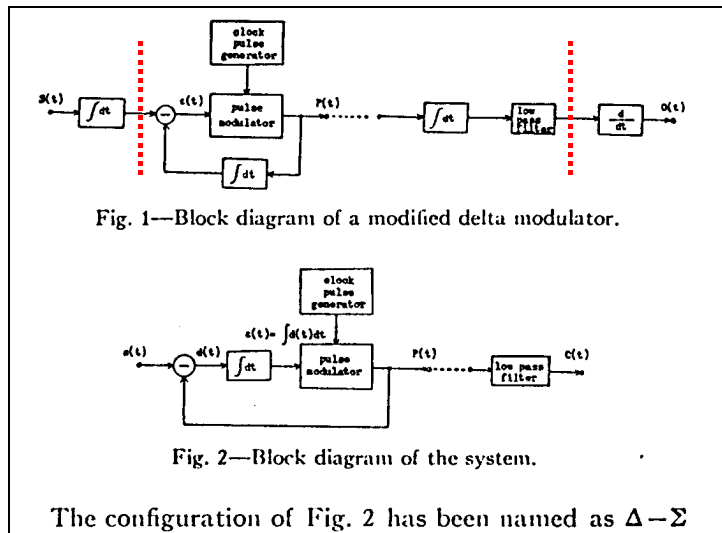 clock
pulse
generator
S(t)
∫dt
−
ε(t)
pulse
modulator
P(t)
∫dt
∫dt
low
pass
filter
d/dt
O(t)
Fig. 1—Block diagram of a modified delta modulator.
clock
pulse
generator
ε(t)=∫d(t)dt
s(t)
−
d(t)
∫dt
pulse
modulator
P(t)
low pass
filter
C(t)
Fig. 2—Block diagram of the system.
The configuration of Fig. 2 has been named as Δ–Σ